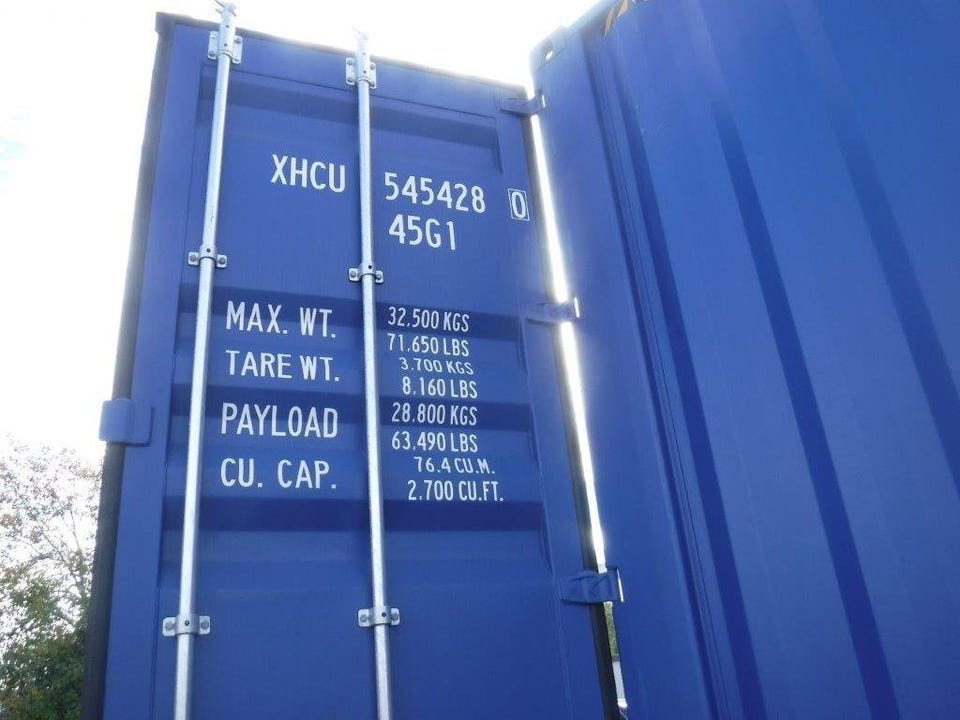 XHCU 545428 0
45G1
MAX. WT. 32.500 KGS
71.650 LBS
TARE WT. 3.700 KGS
8.160 LBS
PAYLOAD 28.800 KGS
63.490 LBS
CU. CAP. 76.4 CU.M.
2.700 CU.FT.